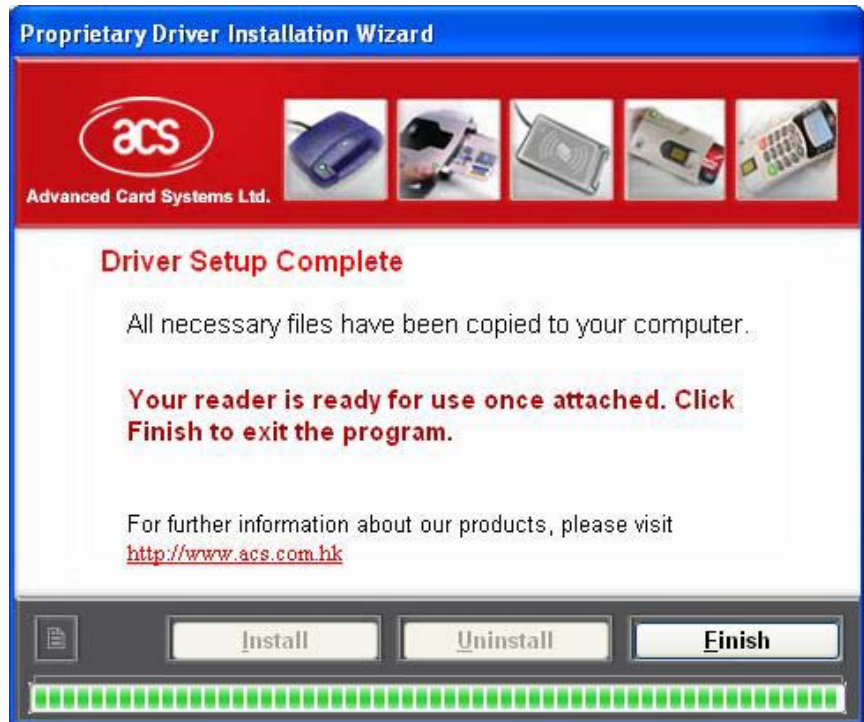 Proprietary Driver Installation Wizard
acs
Advanced Card Systems Ltd.
Driver Setup Complete
All necessary files have been copied to your computer.
Your reader is ready for use once attached. Click
Finish to exit the program.
For further information about our products, please visit
http://www.acs.com.hk
Install
Uninstall
Finish